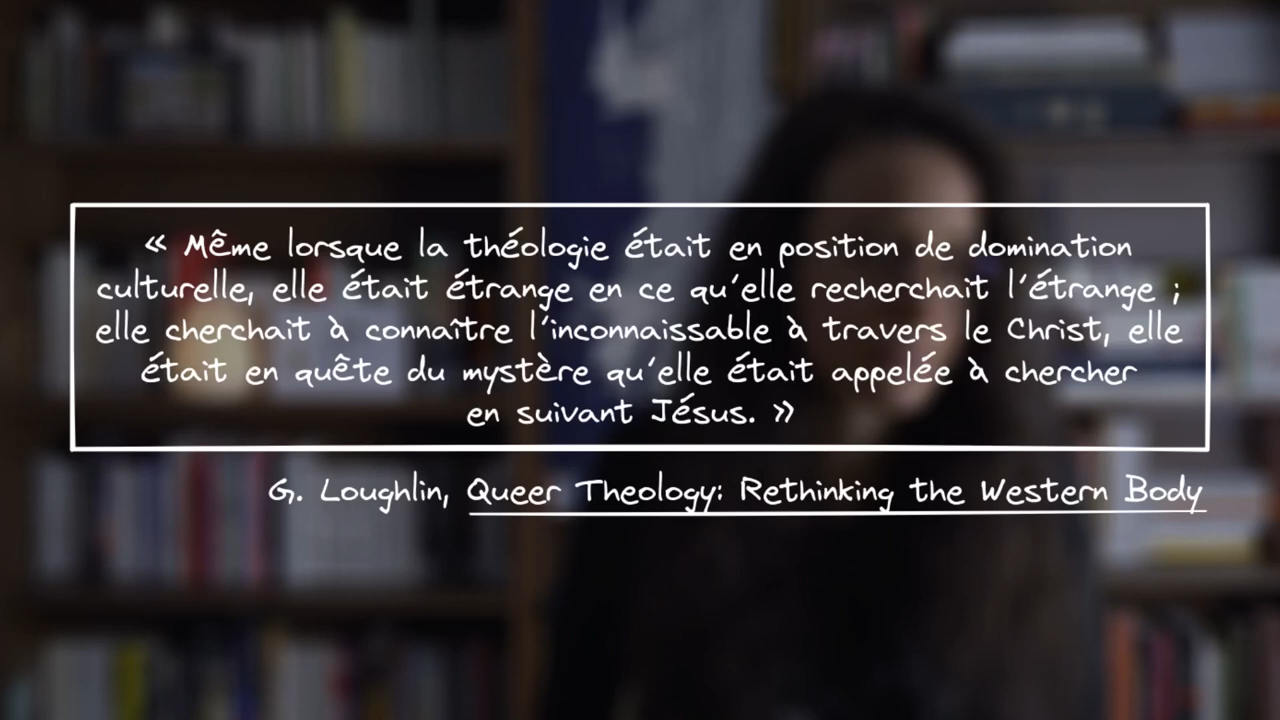 « Même lorsque la théologie était en position de domination
culturelle, elle était étrange en ce qu'elle recherchait l'étrange ;
elle cherchait à connaître l'inconnaissable à travers le Christ, elle
était en quête du mystère qu'elle était appelée à chercher
en suivant Jésus. »
G. Loughlin, Queer Theology: Rethinking the Western Body